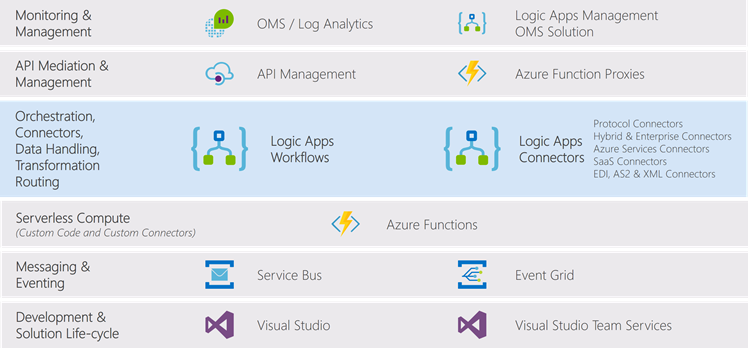 Monitoring &
Management
OMS / Log Analytics
Logic Apps Management
OMS Solution
API Mediation &
Management
API Management
Azure Function Proxies
Orchestration,
Connectors,
Data Handling,
Transformation
Routing
Logic Apps
Workflows
Logic Apps
Connectors
Protocol Connectors
Hybrid & Enterprise Connectors
Azure Services Connectors
SaaS Connectors
EDI, AS2 & XML Connectors
Serverless Compute
(Custom Code and Custom Connectors)
Azure Functions
Messaging &
Eventing
Service Bus
Event Grid
Development &
Solution Life-cycle
Visual Studio
Visual Studio Team Services